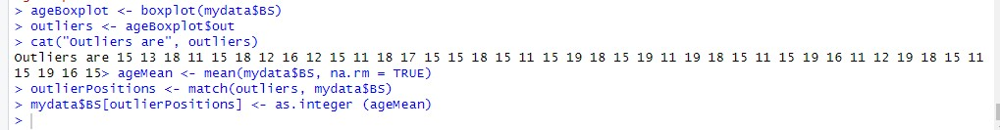 > ageBoxplot <- boxplot(mydata$BS)
> outliers <- ageBoxplot$out
> cat("Outliers are", outliers)
Outliers are 15 13 18 11 15 18 12 16 12 15 11 18 17 15 15 18 15 11 15 19 18 15 19 11 19 18 15 11 15 19 16 11 12 19 18 15 11
15 19 16 15> ageMean <- mean(mydata$BS, na.rm = TRUE)
> outlierPositions <- match(outliers, mydata$BS)
> mydata$BS[outlierPositions] <- as.integer (ageMean)
>